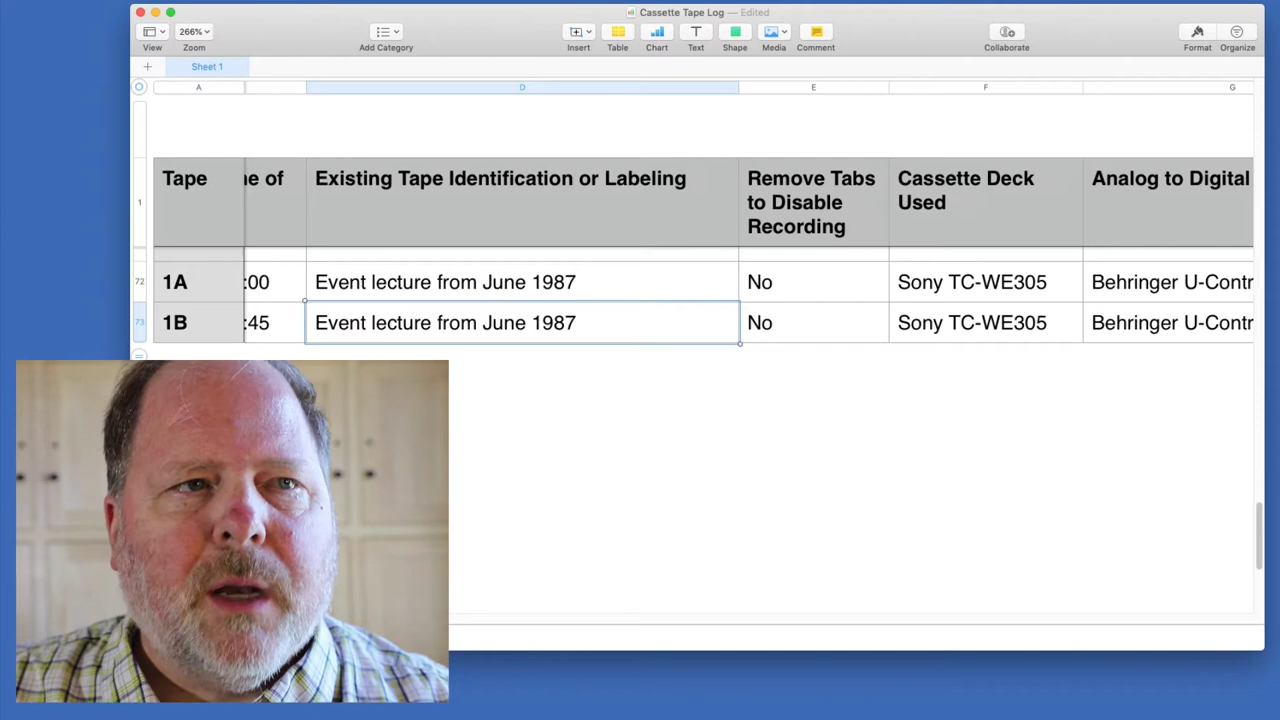 Cassette Tape Log — Edited
266%
View Zoom Add Category Insert Table Chart Text Shape Media Comment Collaborate Format Organize
Sheet 1
A D E F G
1 Tape ne of Existing Tape Identification or Labeling Remove Tabs to Disable Recording Cassette Deck Used Analog to Digital
72 1A :00 Event lecture from June 1987 No Sony TC-WE305 Behringer U-Contr
73 1B :45 Event lecture from June 1987 No Sony TC-WE305 Behringer U-Contr